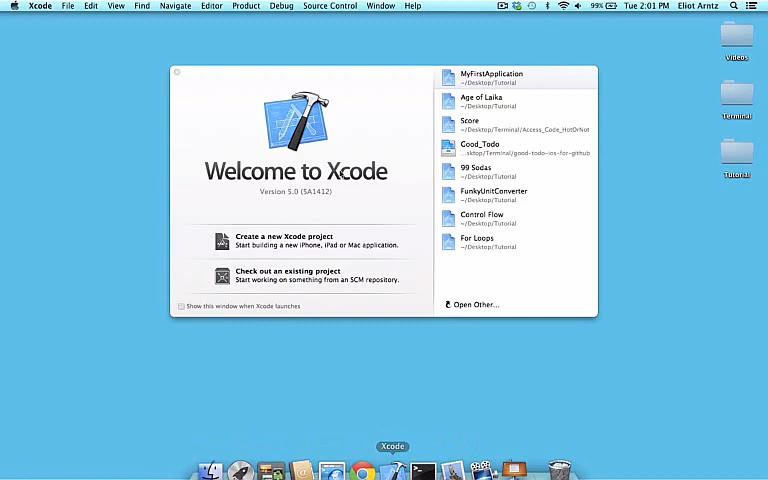 Xcode File Edit View Find Navigate Editor Product Debug Source Control Window Help 99% Tue 2:01 PM Eliot Arntz
Videos
Terminal
Tutorial
Welcome to Xcode
Version 5.0 (5A1412)
Create a new Xcode project
Start building a new iPhone, iPad or Mac application.
Check out an existing project
Start working on something from an SCM repository.
Show this window when Xcode launches
MyFirstApplication
~/Desktop/Tutorial
Age of Laika
~/Desktop/Tutorial
Score
~/Desktop/Terminal/Access_Code_HotOrNot
Good_Todo
...sktop/Terminal/good-todo-ios-for-github
99 Sodas
~/Desktop/Tutorial
FunkyUnitConverter
~/Desktop/Tutorial
Control Flow
~/Desktop/Tutorial
For Loops
~/Desktop/Tutorial
Open Other...
Xcode